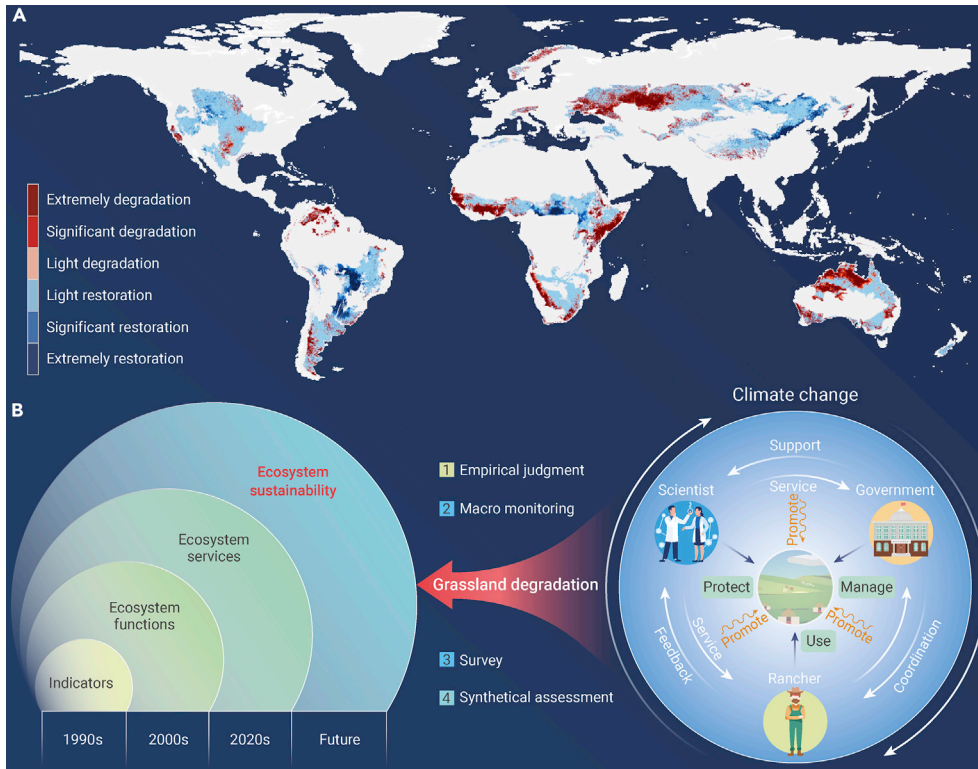 A
Extremely degradation
Significant degradation
Light degradation
Light restoration
Significant restoration
Extremely restoration
B
Ecosystem
sustainability
Ecosystem
services
Ecosystem
functions
Indicators
1990s
2000s
2020s
Future
1 Empirical judgment
2 Macro monitoring
Grassland degradation
3 Survey
4 Synthetical assessment
Climate change
Support
Service
Scientist
Government
Promote
Protect
Manage
Promote
Promote
Use
Service
Feedback
Coordination
Rancher